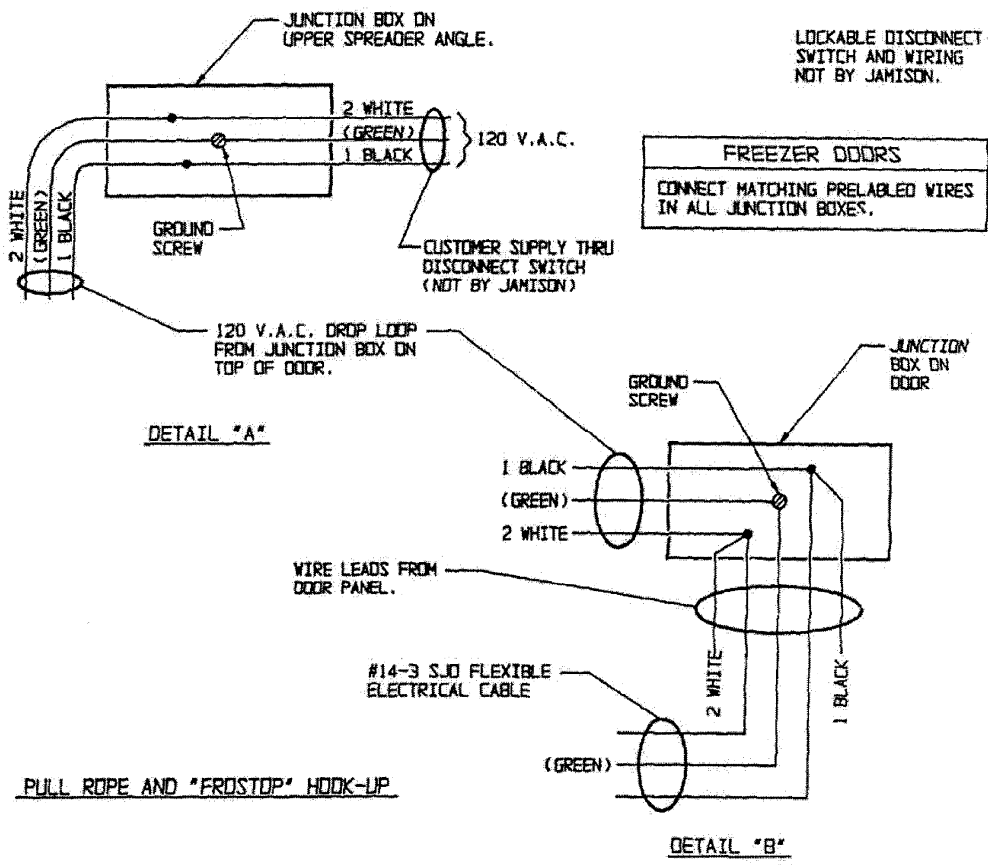 JUNCTION BOX ON
UPPER SPREADER ANGLE.
LOCKABLE DISCONNECT
SWITCH AND WIRING
NOT BY JAMISON.
2 WHITE
(GREEN)
1 BLACK
120 V.A.C.
FREEZER DOORS
CONNECT MATCHING PRELABLED WIRES
IN ALL JUNCTION BOXES.
2 WHITE
(GREEN)
1 BLACK
GROUND
SCREW
CUSTOMER SUPPLY THRU
DISCONNECT SWITCH
(NOT BY JAMISON)
120 V.A.C. DROP LOOP
FROM JUNCTION BOX ON
TOP OF DOOR.
DETAIL "A"
JUNCTION
BOX ON
DOOR
GROUND
SCREW
1 BLACK
(GREEN)
2 WHITE
WIRE LEADS FROM
DOOR PANEL.
2 WHITE
1 BLACK
#14-3 SJO FLEXIBLE
ELECTRICAL CABLE
(GREEN)
PULL ROPE AND "FROSTOP" HOOK-UP
DETAIL "B"